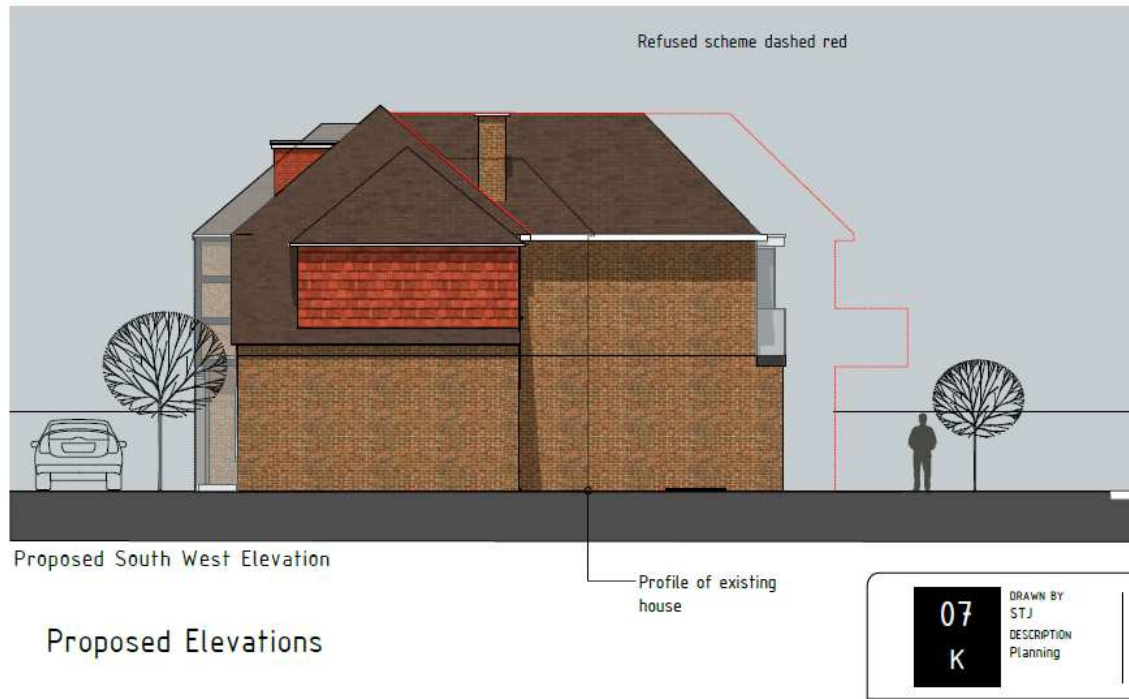 Refused scheme dashed red
Proposed South West Elevation
Profile of existing
house
Proposed Elevations
07
K
DRAWN BY
STJ
DESCRIPTION
Planning